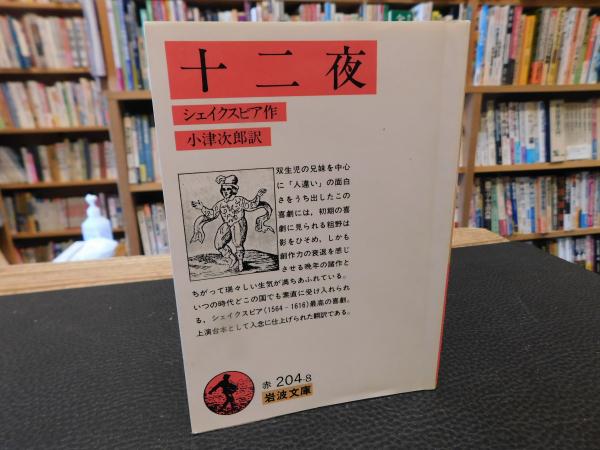 十二夜
シェイクスピア作
小津次郎訳
双生児の兄妹を中心
に「人違い」の面白
さをうち出したこの
喜劇には，初期の喜
劇に見られる粗野は
影をひそめ，しかも
創作力の衰退を感じ
させる晩年の諸作と
ちがって瑞々しい生気が満ちあふれている。
いつの時代どこの国でも素直に受け入れられ
る，シェイクスピア(1564‐1616)最高の喜劇。
上演台本として入念に仕上げられた翻訳である。
赤 204-8
岩波文庫